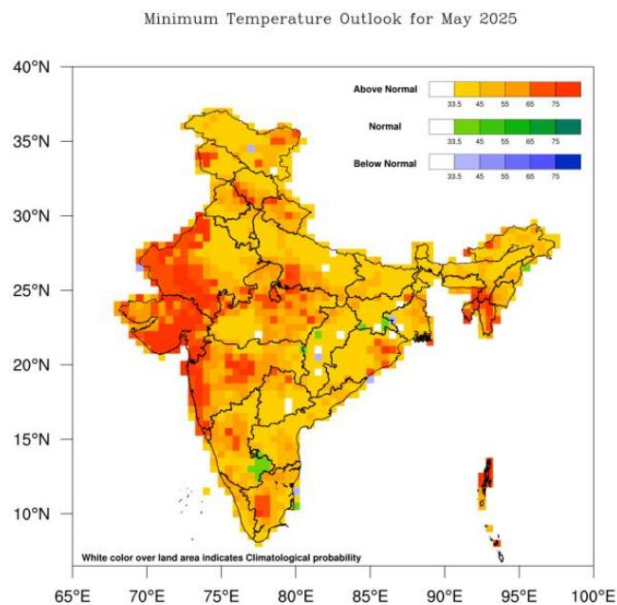 Minimum Temperature Outlook for May 2025
40°N
35°N
30°N
25°N
20°N
15°N
10°N
Above Normal
33.5 45 55 65 75
Normal
33.5 45 55 65 75
Below Normal
33.5 45 55 65 75
White color over land area indicates Climatological probability
65°E 70°E 75°E 80°E 85°E 90°E 95°E 100°E